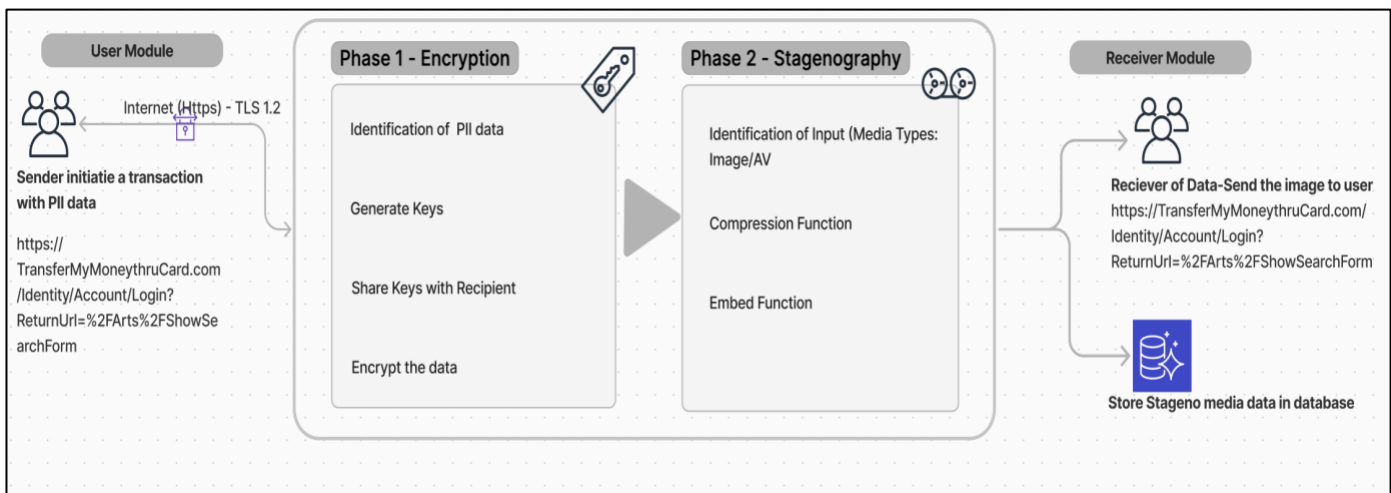 User Module
Internet (Https) - TLS 1.2
Sender initiatie a transaction
with PII data
https://
TransferMyMoneythruCard.com
/Identity/Account/Login?
ReturnUrl=%2FArts%2FShowSe
archForm
Phase 1 - Encryption
Identification of PII data
Generate Keys
Share Keys with Recipient
Encrypt the data
Phase 2 - Stagenography
Identification of Input (Media Types:
Image/AV
Compression Function
Embed Function
Receiver Module
Reciever of Data-Send the image to user
https://TransferMyMoneythruCard.com/
Identity/Account/Login?
ReturnUrl=%2FArts%2FShowSearchForm
Store Stageno media data in database